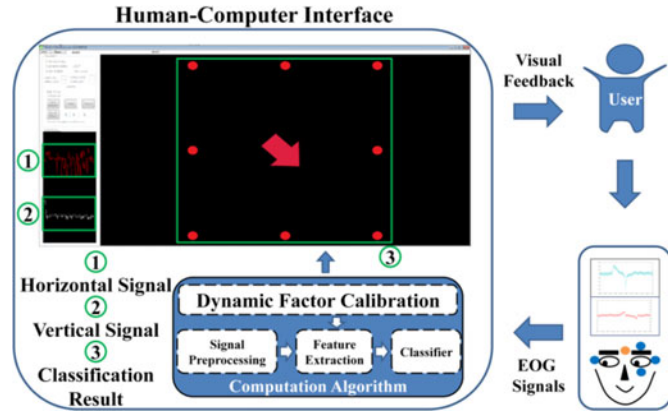 Human-Computer Interface
Visual
Feedback
User
1
2
3
1
Horizontal Signal
2
Vertical Signal
3
Classification
Result
Dynamic Factor Calibration
Signal
Preprocessing
Feature
Extraction
Classifier
Computation Algorithm
EOG
Signals